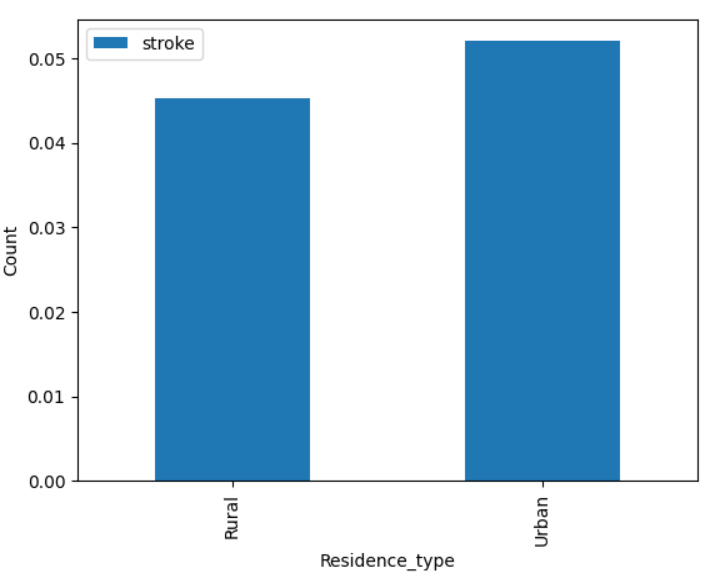 stroke
0.05
0.04
0.03
0.02
0.01
0.00
Count
Rural
Urban
Residence_type